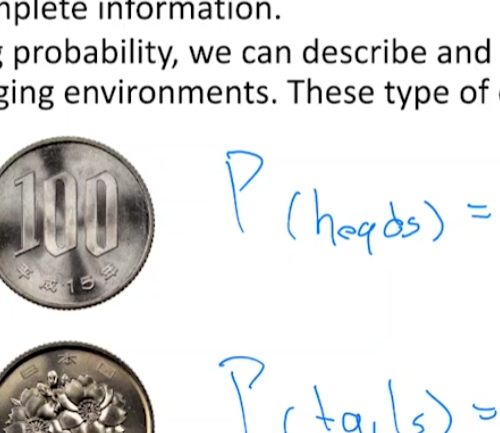 mplete information.
g probability, we can describe and
ging environments. These type of
100
平成15年
P (heads) =
日本国
P (tails) =